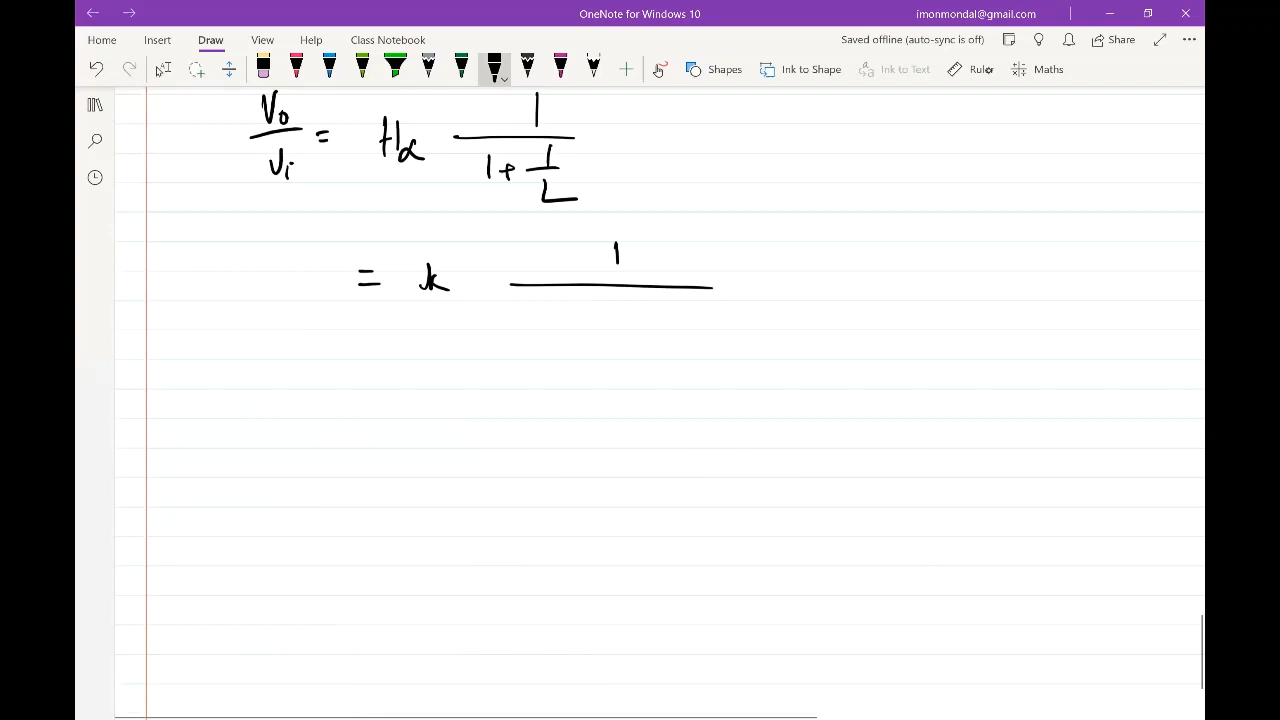 OneNote for Windows 10
imonmondal@gmail.com
Home Insert Draw View Help Class Notebook
Saved offline (auto-sync is off)
Share
Shapes Ink to Shape Ink to Text Ruler Maths
V₀/Vᵢ = H∝ 1/(1+1/L)
= k 1